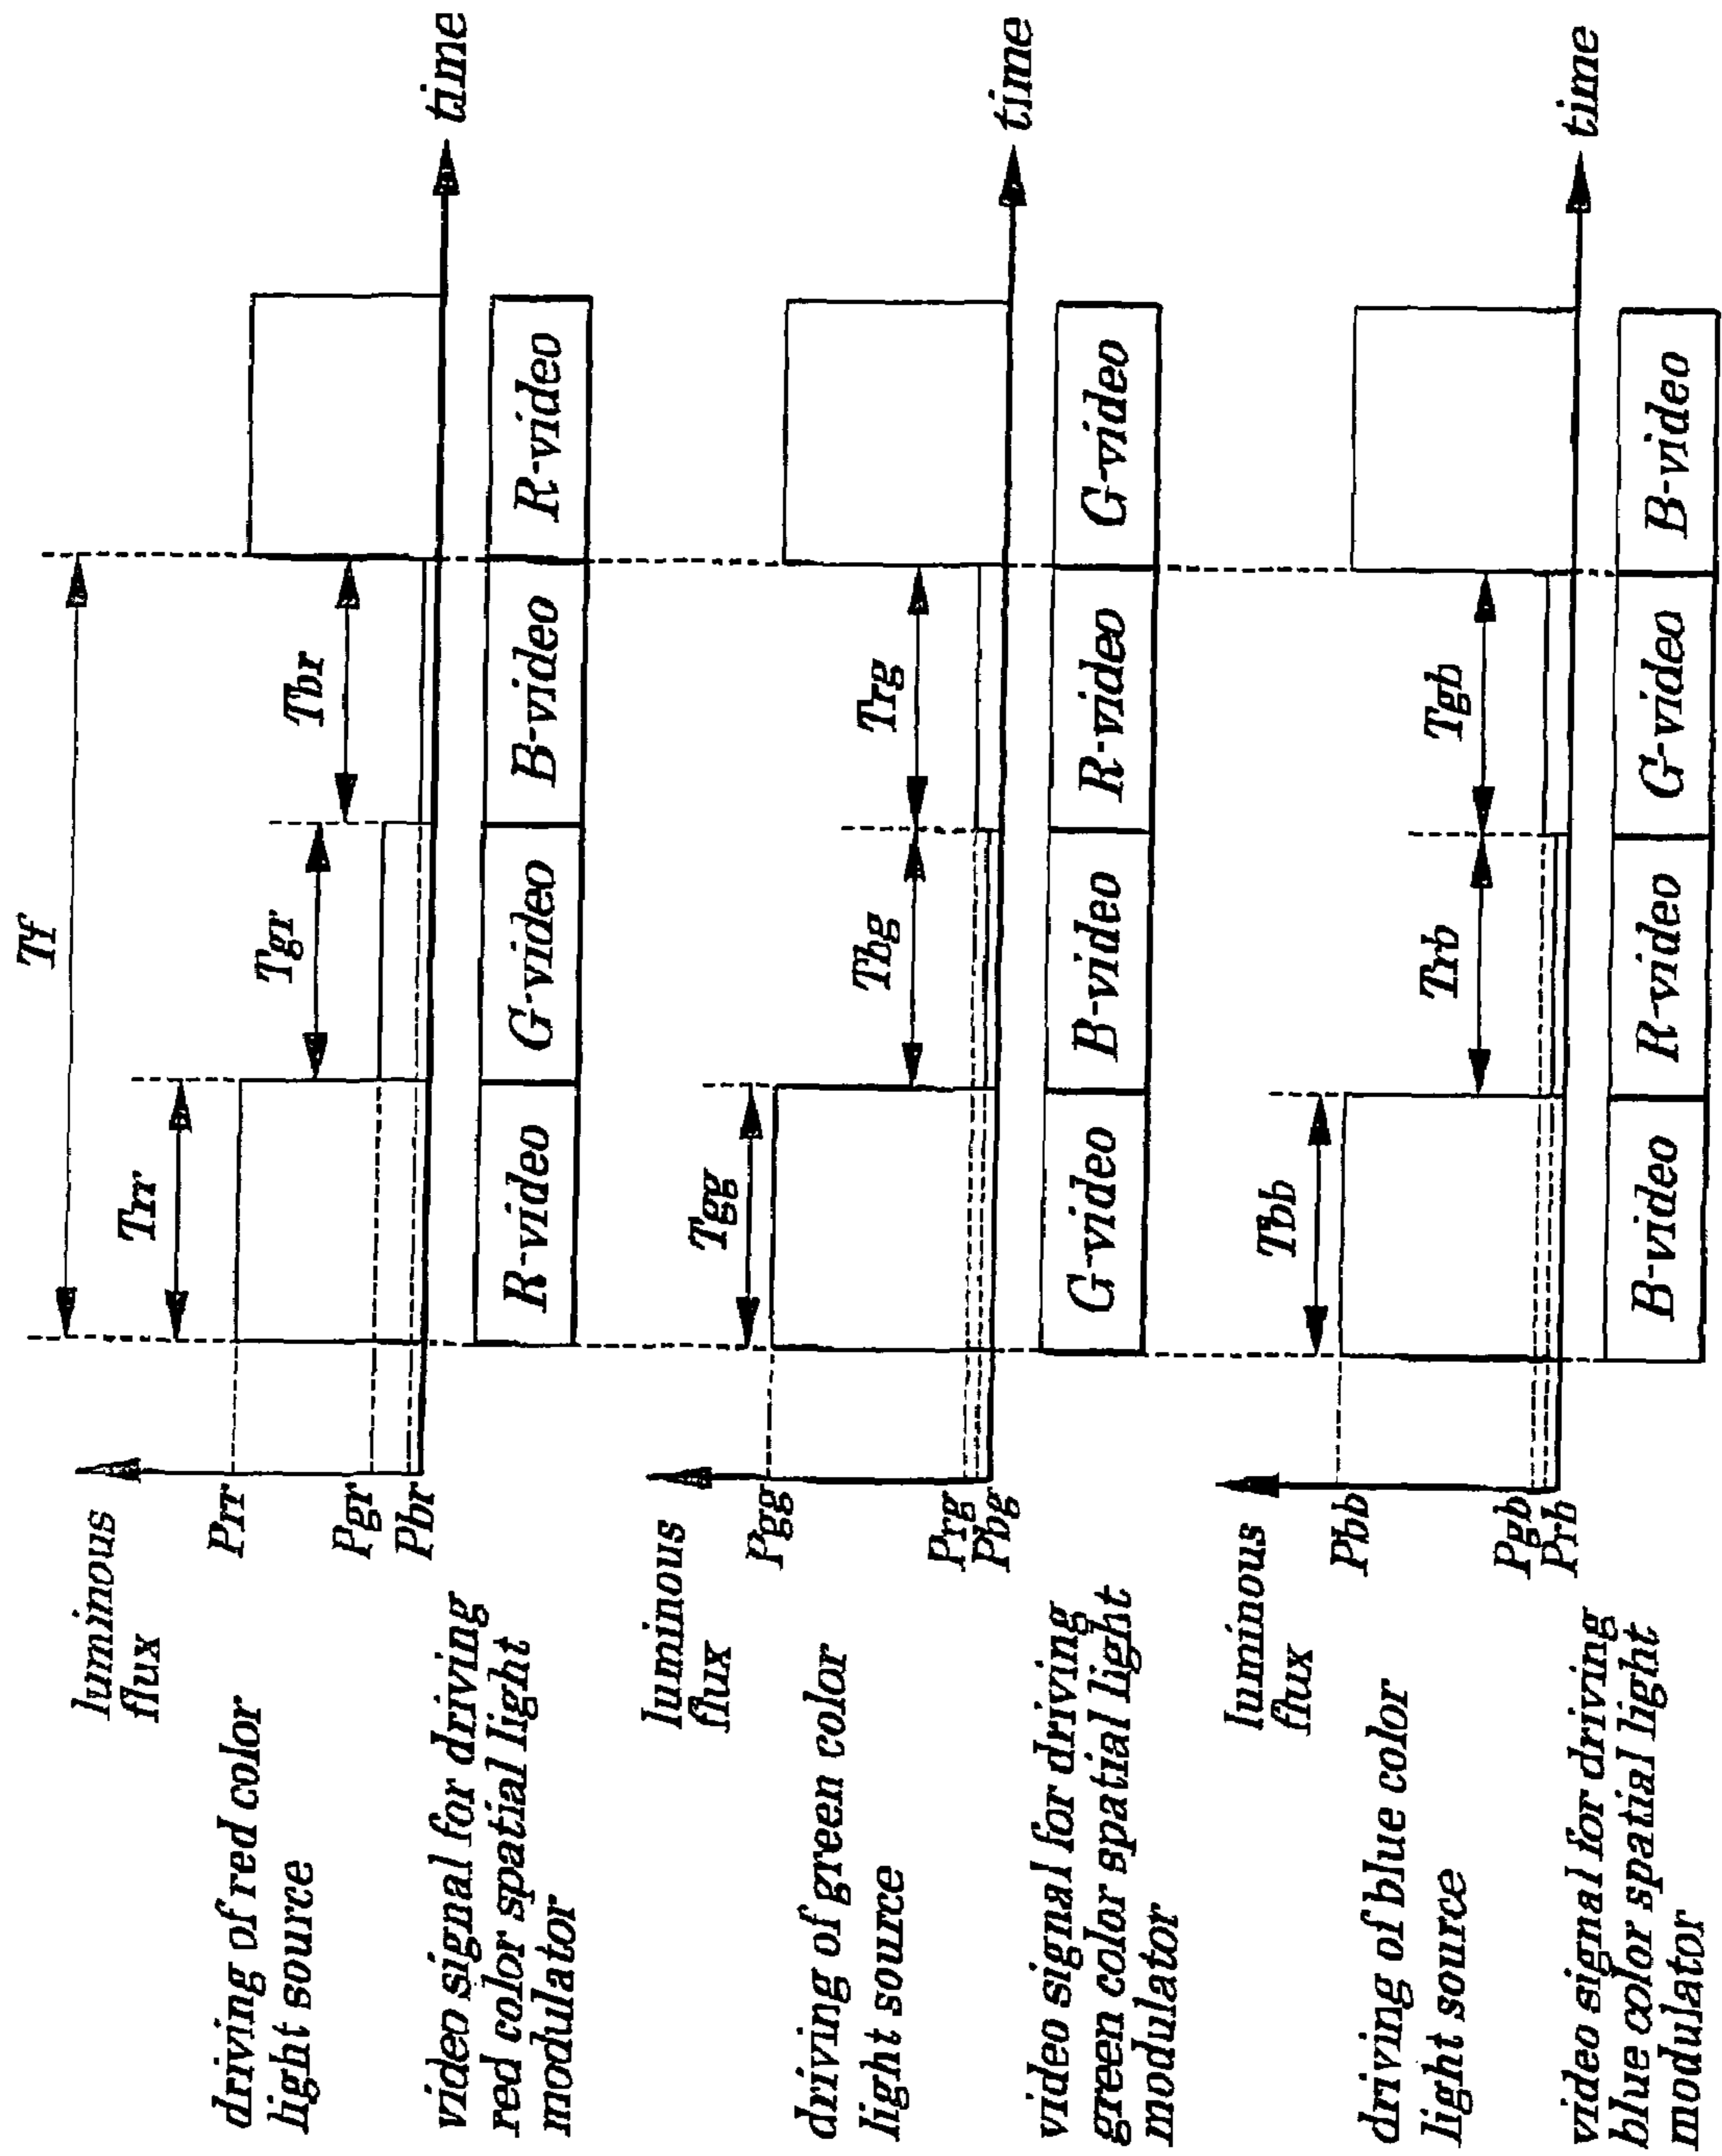 Tf
Trr
Tgr
Tbr
luminous
flux
Prr
Pgr
Pbr
time
driving of red color
light source
R-video
G-video
B-video
R-video
video signal for driving
red color spatial light
modulator
Tgg
Tbg
Trg
luminous
flux
Pgg
Prg
Pbg
time
driving of green color
light source
G-video
B-video
R-video
G-video
video signal for driving
green color spatial light
modulator
Tbb
Trb
Tgb
luminous
flux
Pbb
Pgb
Prb
time
driving of blue color
light source
B-video
R-video
G-video
B-video
video signal for driving
blue color spatial light
modulator